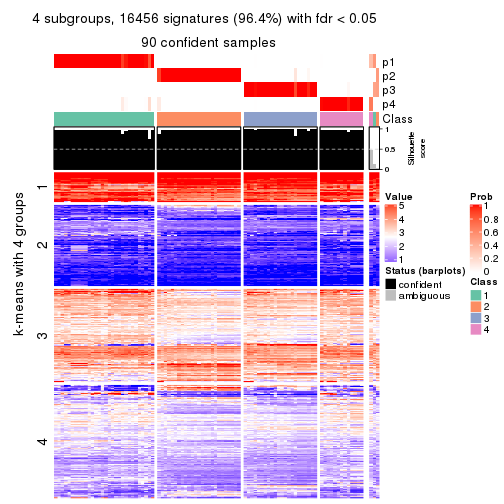 4 subgroups, 16456 signatures (96.4%) with fdr < 0.05
90 confident samples
p1
p2
p3
p4
Class
1
0.5
0
Silhouette
score
k-means with 4 groups
1
2
3
4
Value
5
4
3
2
1
Status (barplots)
confident
ambiguous
Prob
1
0.8
0.6
0.4
0.2
0
Class
1
2
3
4